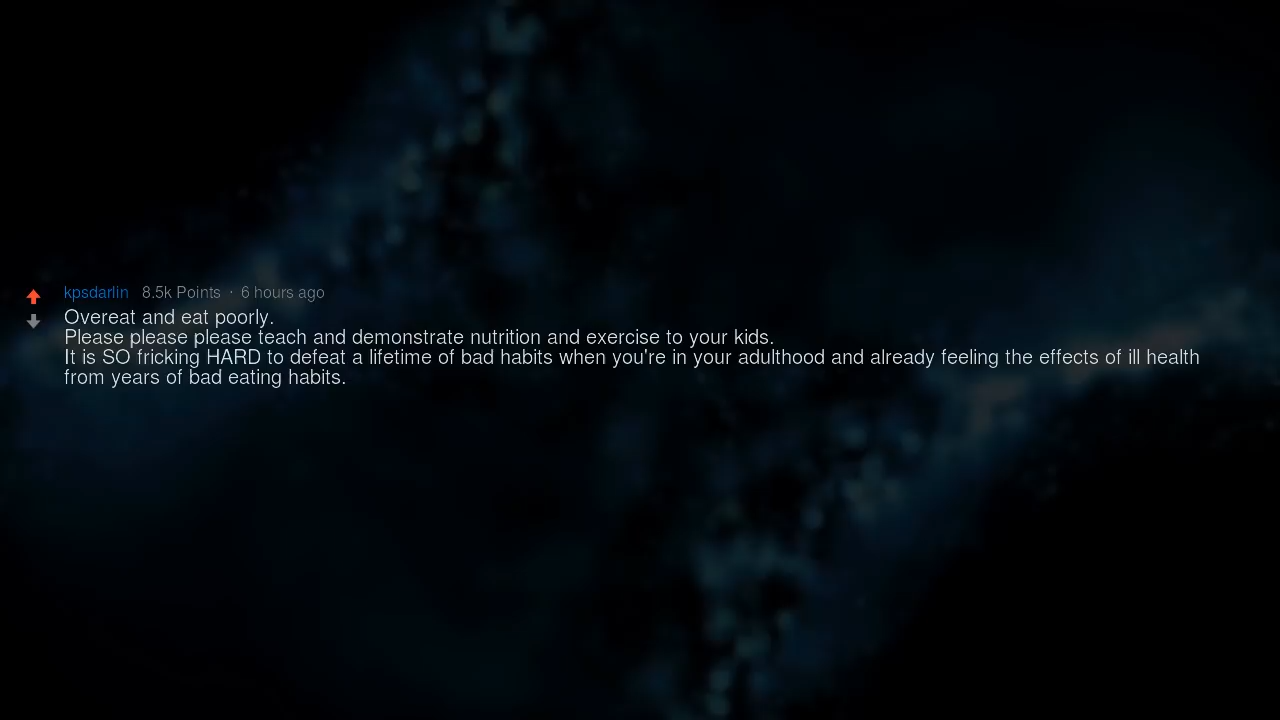 kpsdarlin 8.5k Points · 6 hours ago
Overeat and eat poorly.
Please please please teach and demonstrate nutrition and exercise to your kids.
It is SO fricking HARD to defeat a lifetime of bad habits when you're in your adulthood and already feeling the effects of ill health
from years of bad eating habits.